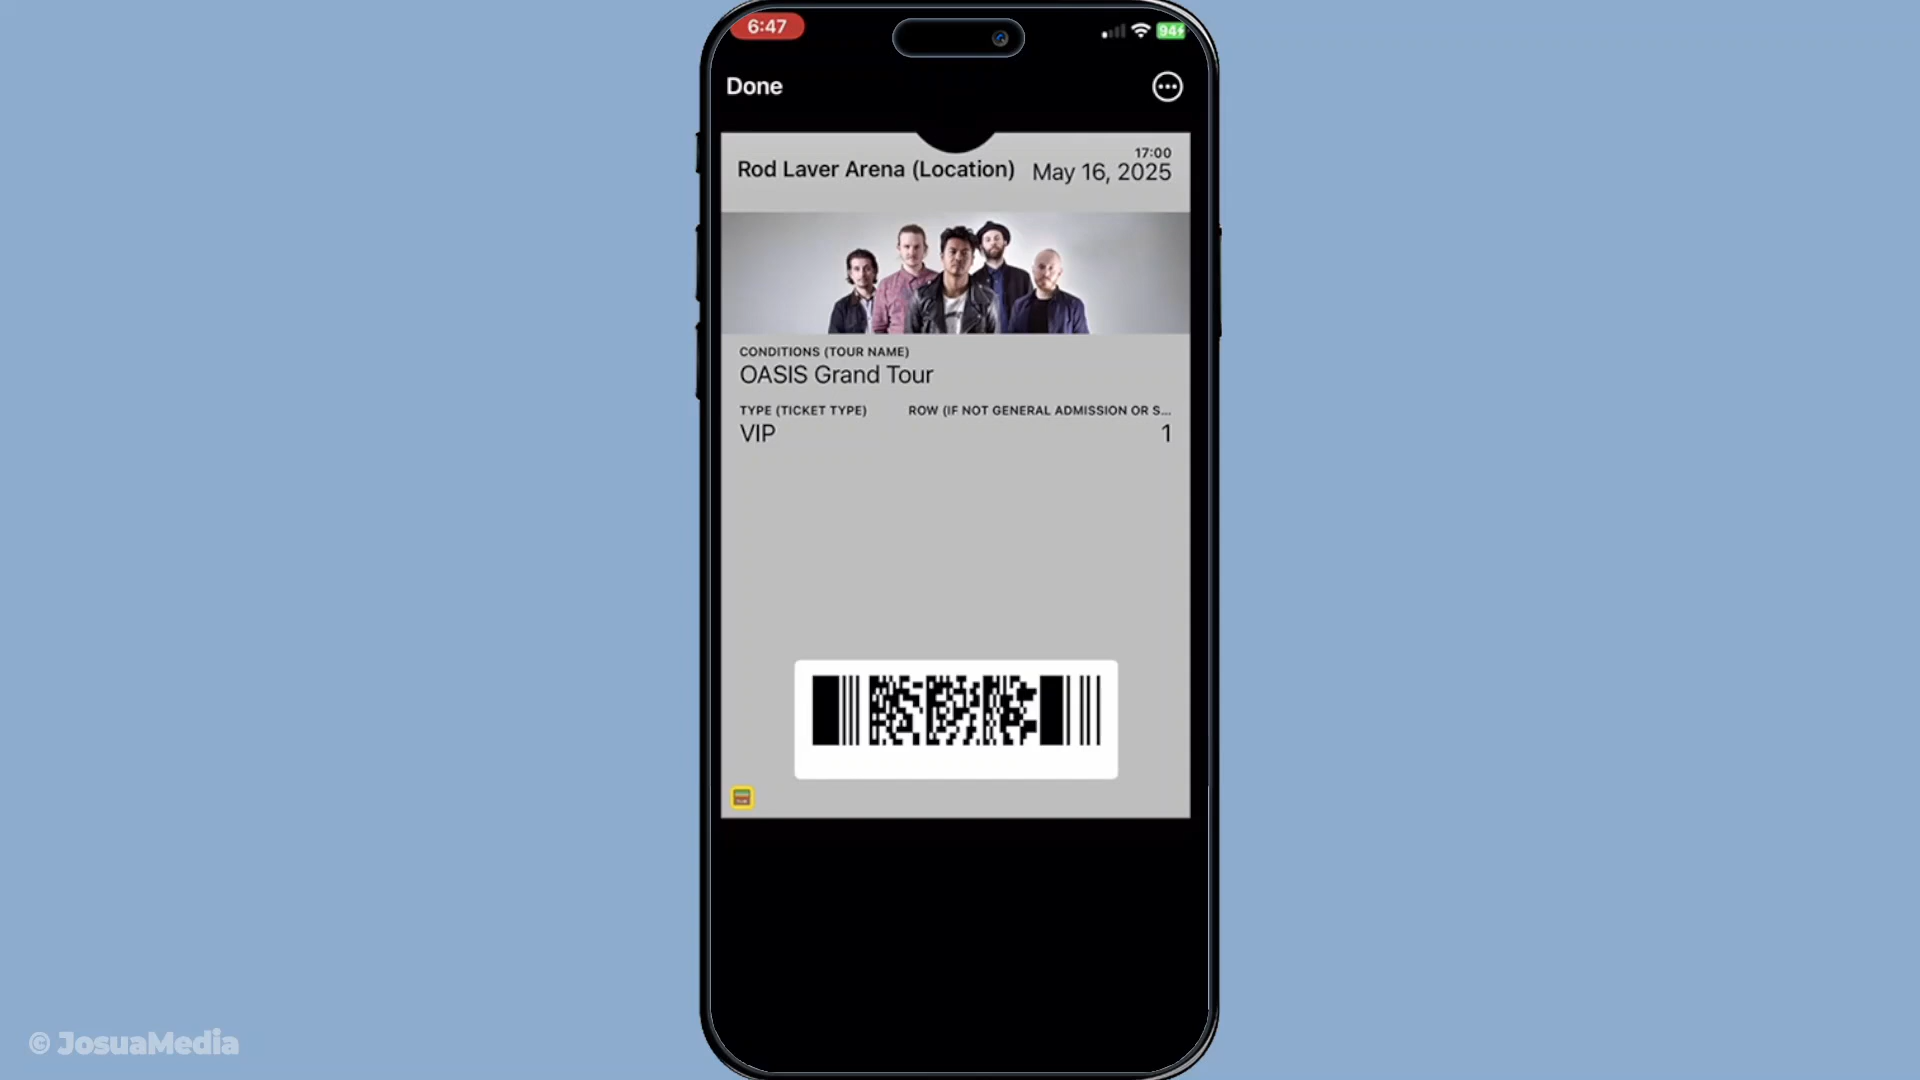 6:47
94
Done
17:00
Rod Laver Arena (Location) May 16, 2025
CONDITIONS (TOUR NAME)
OASIS Grand Tour
TYPE (TICKET TYPE) ROW (IF NOT GENERAL ADMISSION OR S...
VIP 1
© JosuaMedia